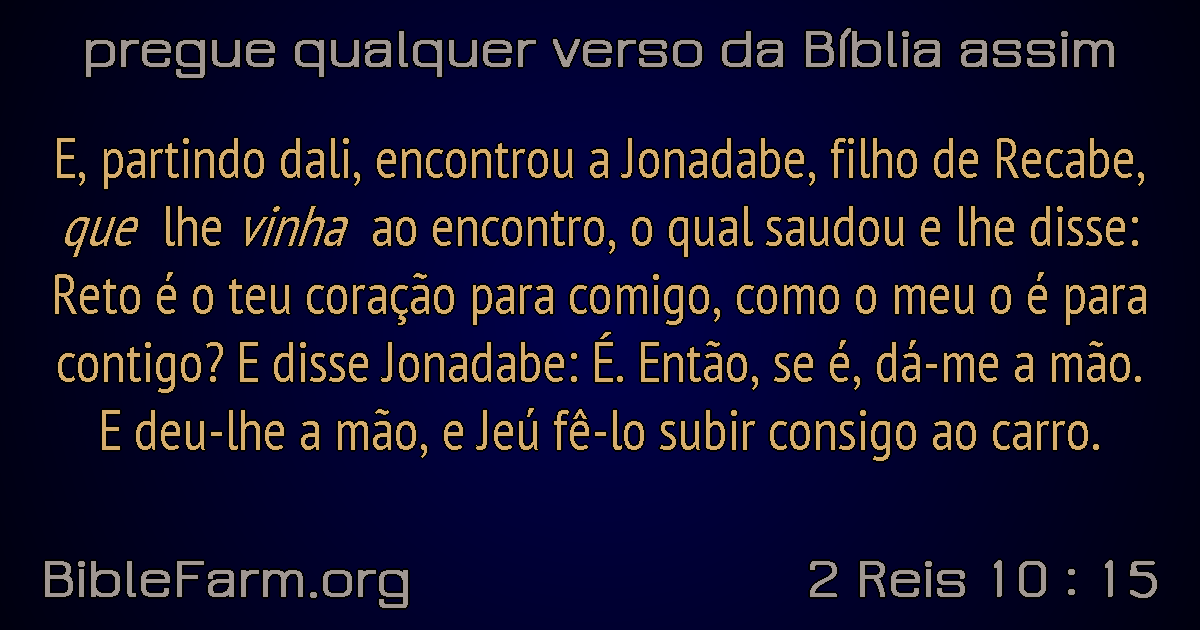 pregue qualquer verso da Bíblia assim
E, partindo dali, encontrou a Jonadabe, filho de Recabe,
que lhe vinha ao encontro, o qual saudou e lhe disse:
Reto é o teu coração para comigo, como o meu o é para
contigo? E disse Jonadabe: É. Então, se é, dá-me a mão.
E deu-lhe a mão, e Jeú fê-lo subir consigo ao carro.
BibleFarm.org
2 Reis 10 : 15